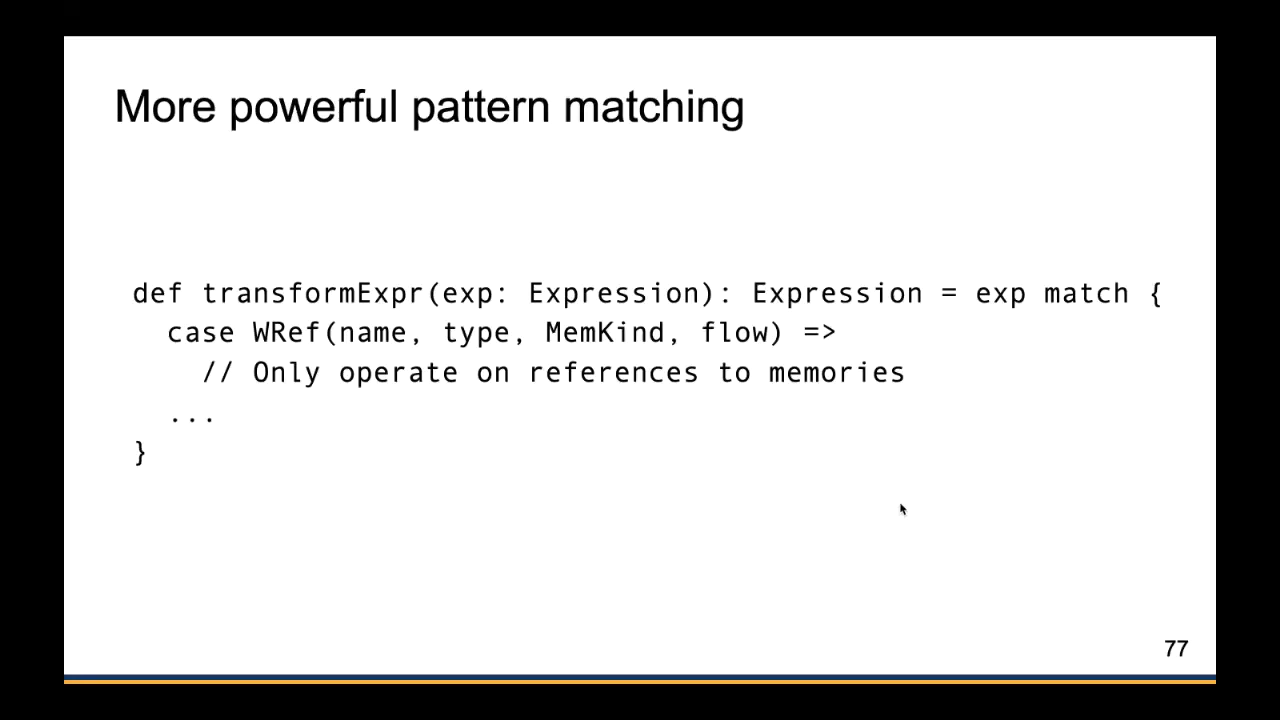 More powerful pattern matching
def transformExpr(exp: Expression): Expression = exp match {
case WRef(name, type, MemKind, flow) =>
// Only operate on references to memories
...
}
77